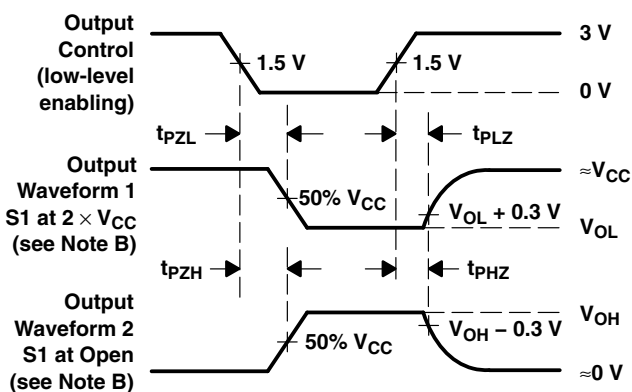 Output
Control
(low-level
enabling)
1.5 V
1.5 V
3 V
0 V
tPZL
tPLZ
Output
Waveform 1
S1 at 2 × VCC
(see Note B)
50% VCC
VOL + 0.3 V
≈VCC
VOL
tPZH
tPHZ
Output
Waveform 2
S1 at Open
(see Note B)
50% VCC
VOH − 0.3 V
VOH
≈0 V